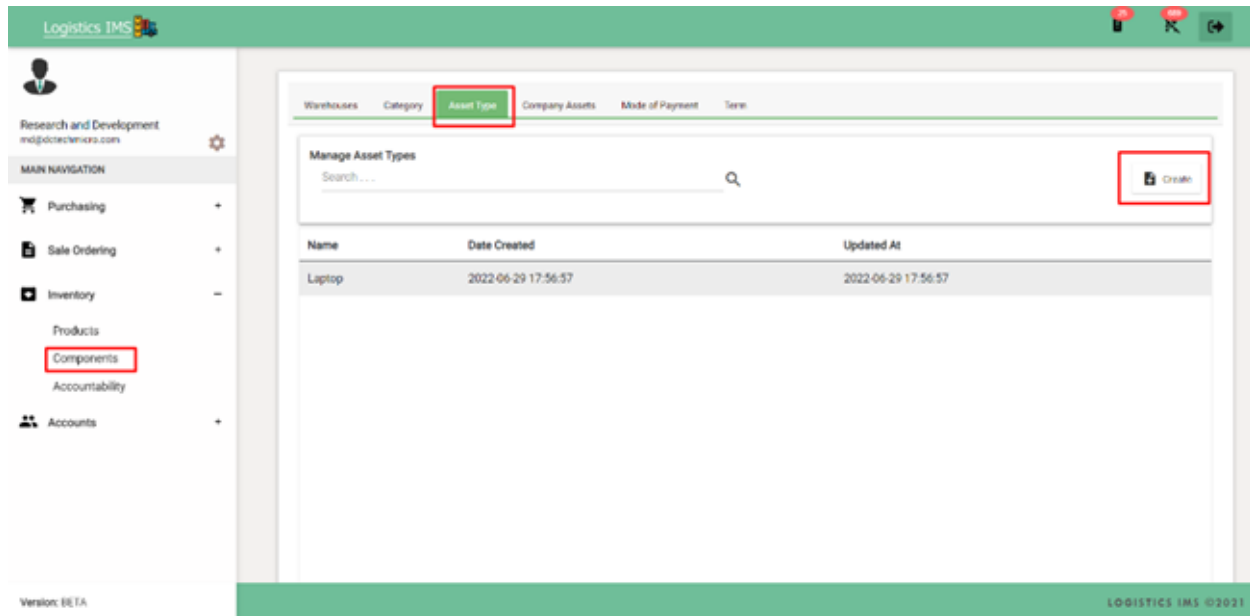 Logistics IMS
25
Research and Development
MAIN NAVIGATION
Purchasing +
Sale Ordering +
Inventory −
Products
Components
Accountability
Accounts +
Version: BETA
Warehouses Category Asset Type Company Assets Mode of Payment Term
Manage Asset Types
Search . . .
Create
Name Date Created Updated At
Laptop 2022-06-29 17:56:57 2022-06-29 17:56:57
LOGISTICS IMS ©2021